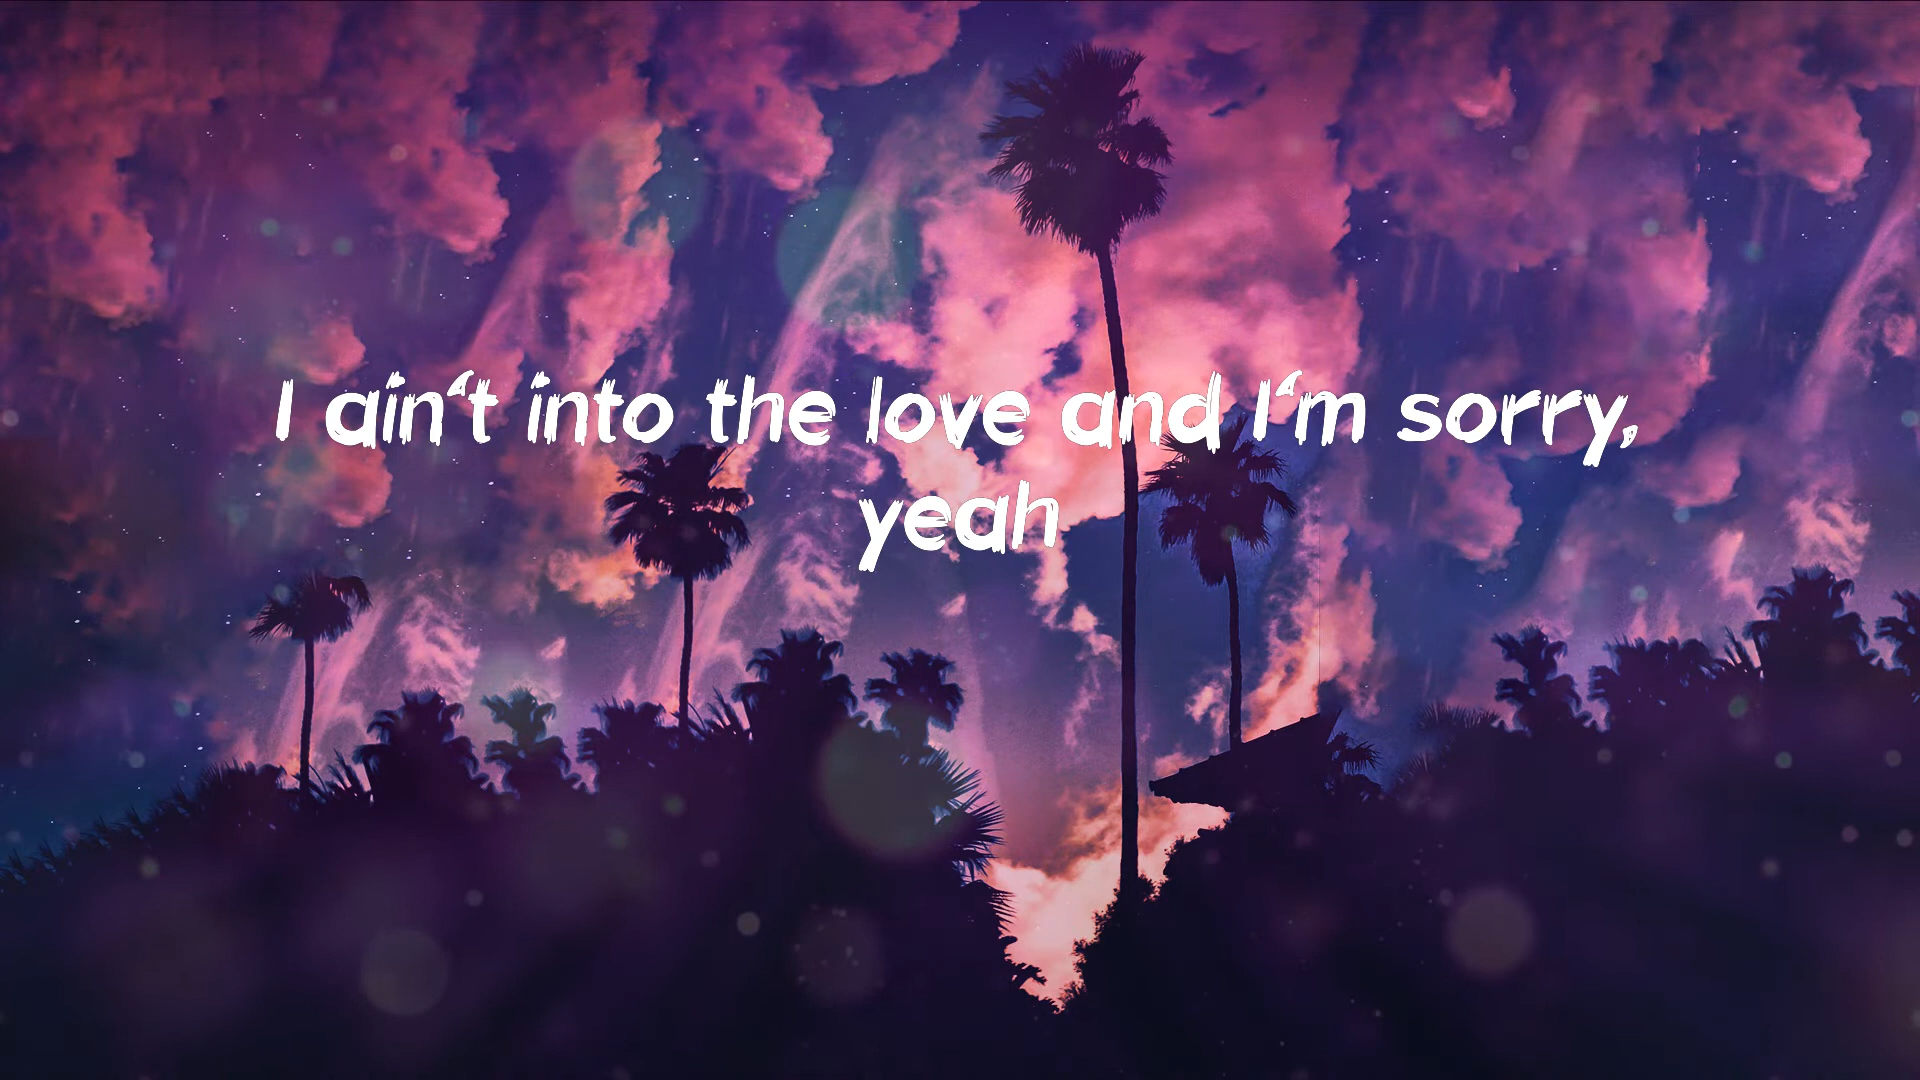 I ain‘t into the love and I‘m sorry,
yeah